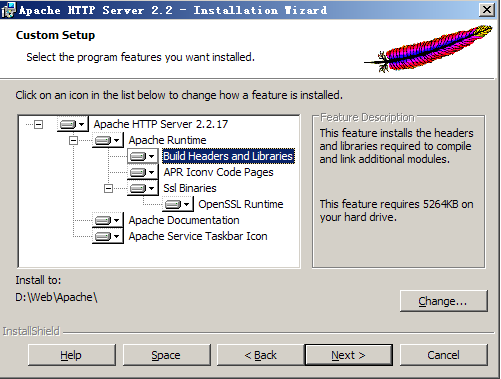 Apache HTTP Server 2.2 - Installation Wizard
Custom Setup
Select the program features you want installed.
Click on an icon in the list below to change how a feature is installed.
Apache HTTP Server 2.2.17
Apache Runtime
Build Headers and Libraries
APR Iconv Code Pages
Ssl Binaries
OpenSSL Runtime
Apache Documentation
Apache Service Taskbar Icon
Feature Description
This feature installs the headers
and libraries required to compile
and link additional modules.
This feature requires 5264KB on
your hard drive.
Install to:
D:\Web\Apache\
Change...
InstallShield
Help
Space
< Back
Next >
Cancel